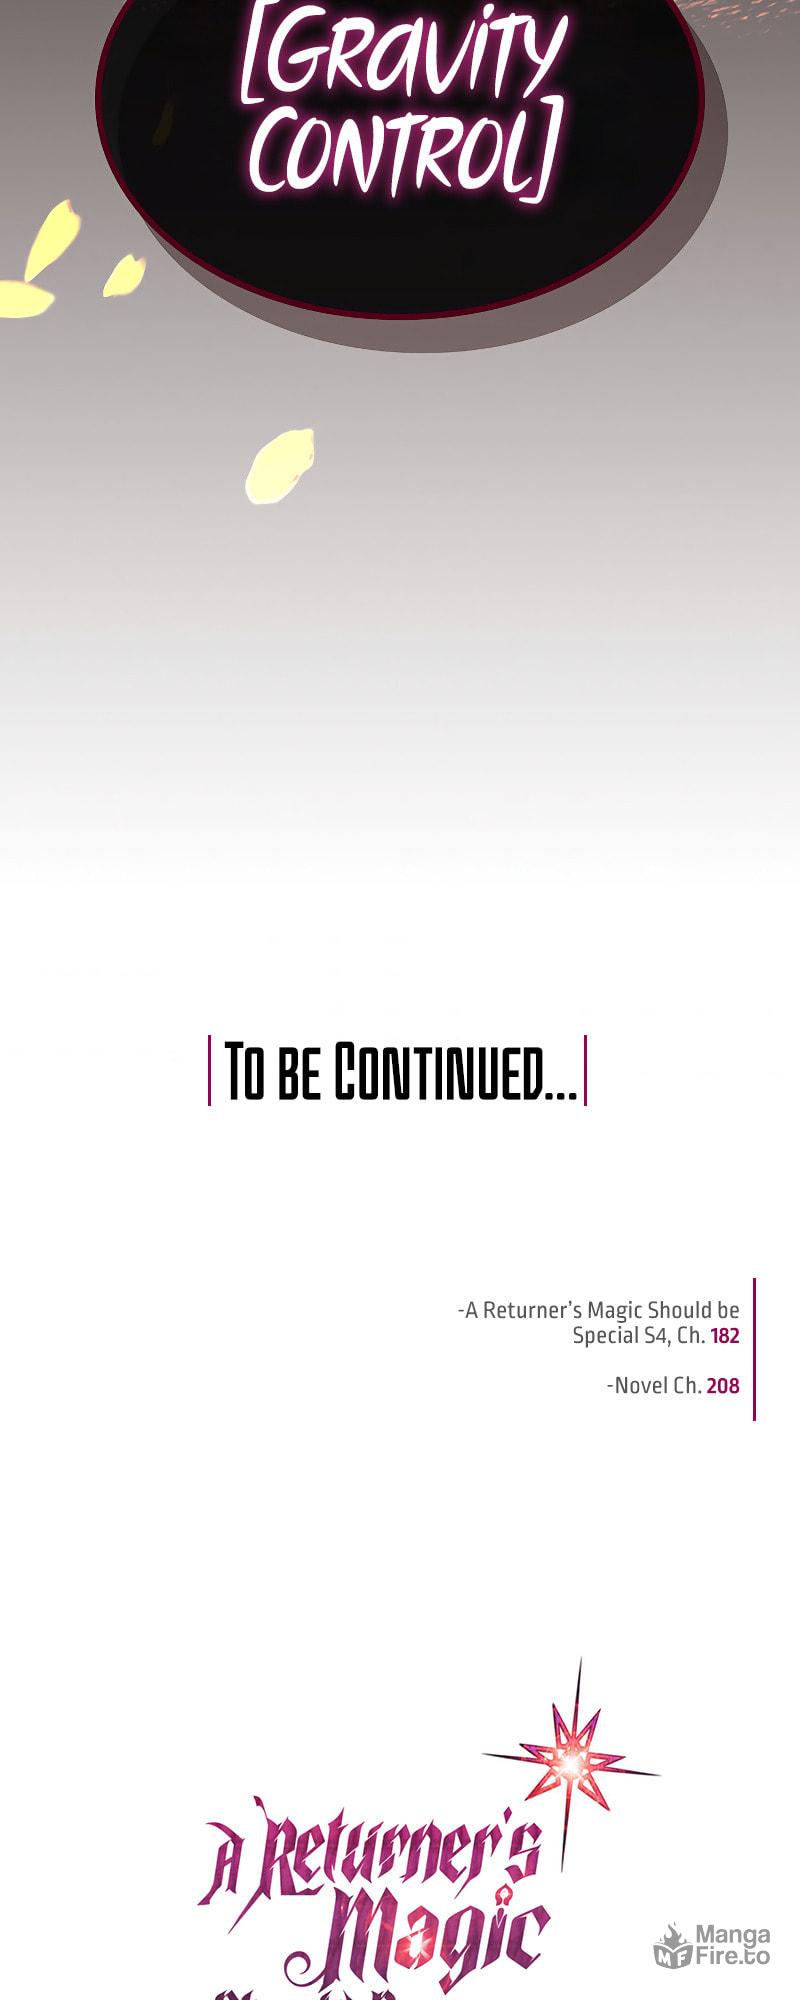 [GRAVITY
CONTROL]
TO BE CONTINUED...
-A Returner's Magic Should be
Special S4, Ch. 182
-Novel Ch. 208
A Returner's
Magic
Manga
MF Fire.to